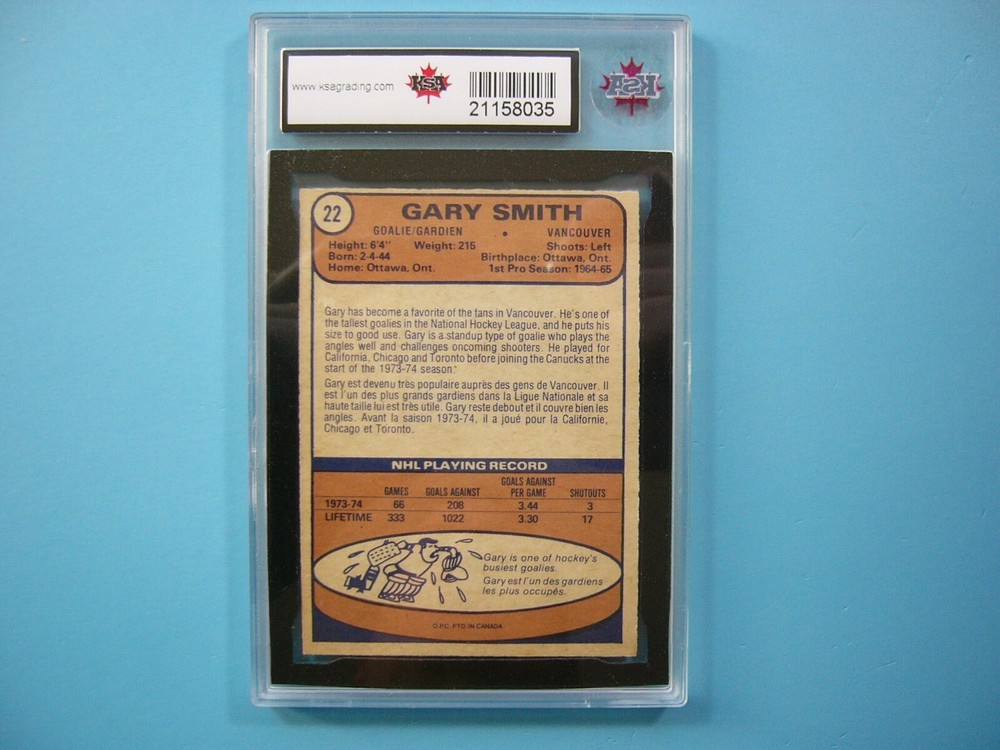 www.ksagrading.com KSA
21158035
KSA
22 GARY SMITH
GOALIE/GARDIEN • VANCOUVER
Height: 6'4" Weight: 215 Shoots: Left
Born: 2-4-44 Birthplace: Ottawa, Ont.
Home: Ottawa, Ont. 1st Pro Season: 1964-65
Gary has become a favorite of the fans in Vancouver. He's one of
the tallest goalies in the National Hockey League, and he puts his
size to good use. Gary is a standup type of goalie who plays the
angles well and challenges oncoming shooters. He played for
California, Chicago and Toronto before joining the Canucks at the
start of the 1973-74 season.
Gary est devenu très populaire auprès des gens de Vancouver. Il
est l'un des plus grands gardiens dans la Ligue Nationale et sa
haute taille lui est très utile. Gary reste debout et il couvre bien les
angles. Avant la saison 1973-74, il a joué pour la Californie,
Chicago et Toronto.
NHL PLAYING RECORD
GAMES GOALS AGAINST GOALS AGAINST PER GAME SHUTOUTS
1973-74 66 208 3.44 3
LIFETIME 333 1022 3.30 17
Gary is one of hockey's
busiest goalies.
Gary est l'un des gardiens
les plus occupés.
O.P.C. PTD. IN CANADA